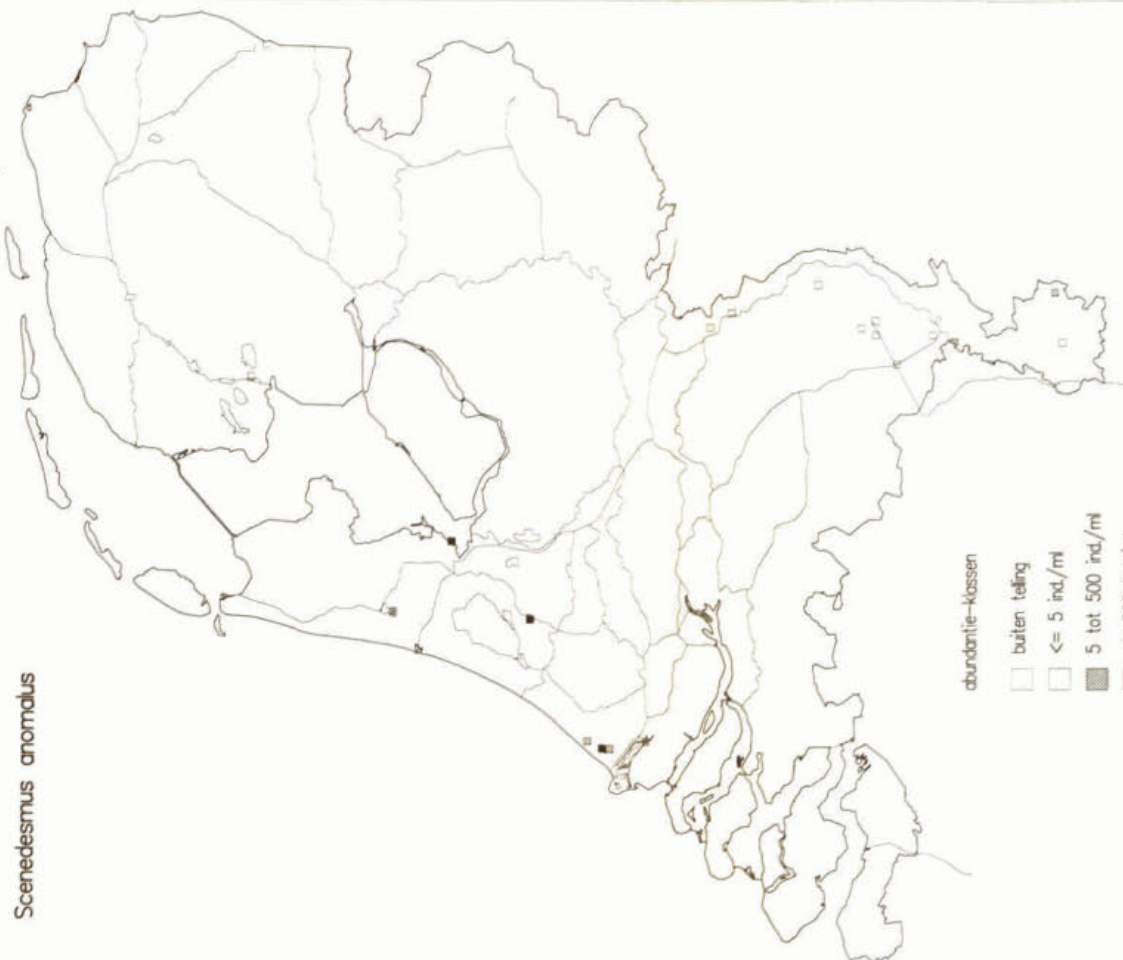 Scenedesmus anomalus
abundantie-klassen
buiten telling
<= 5 ind./ml
5 tot 500 ind./ml